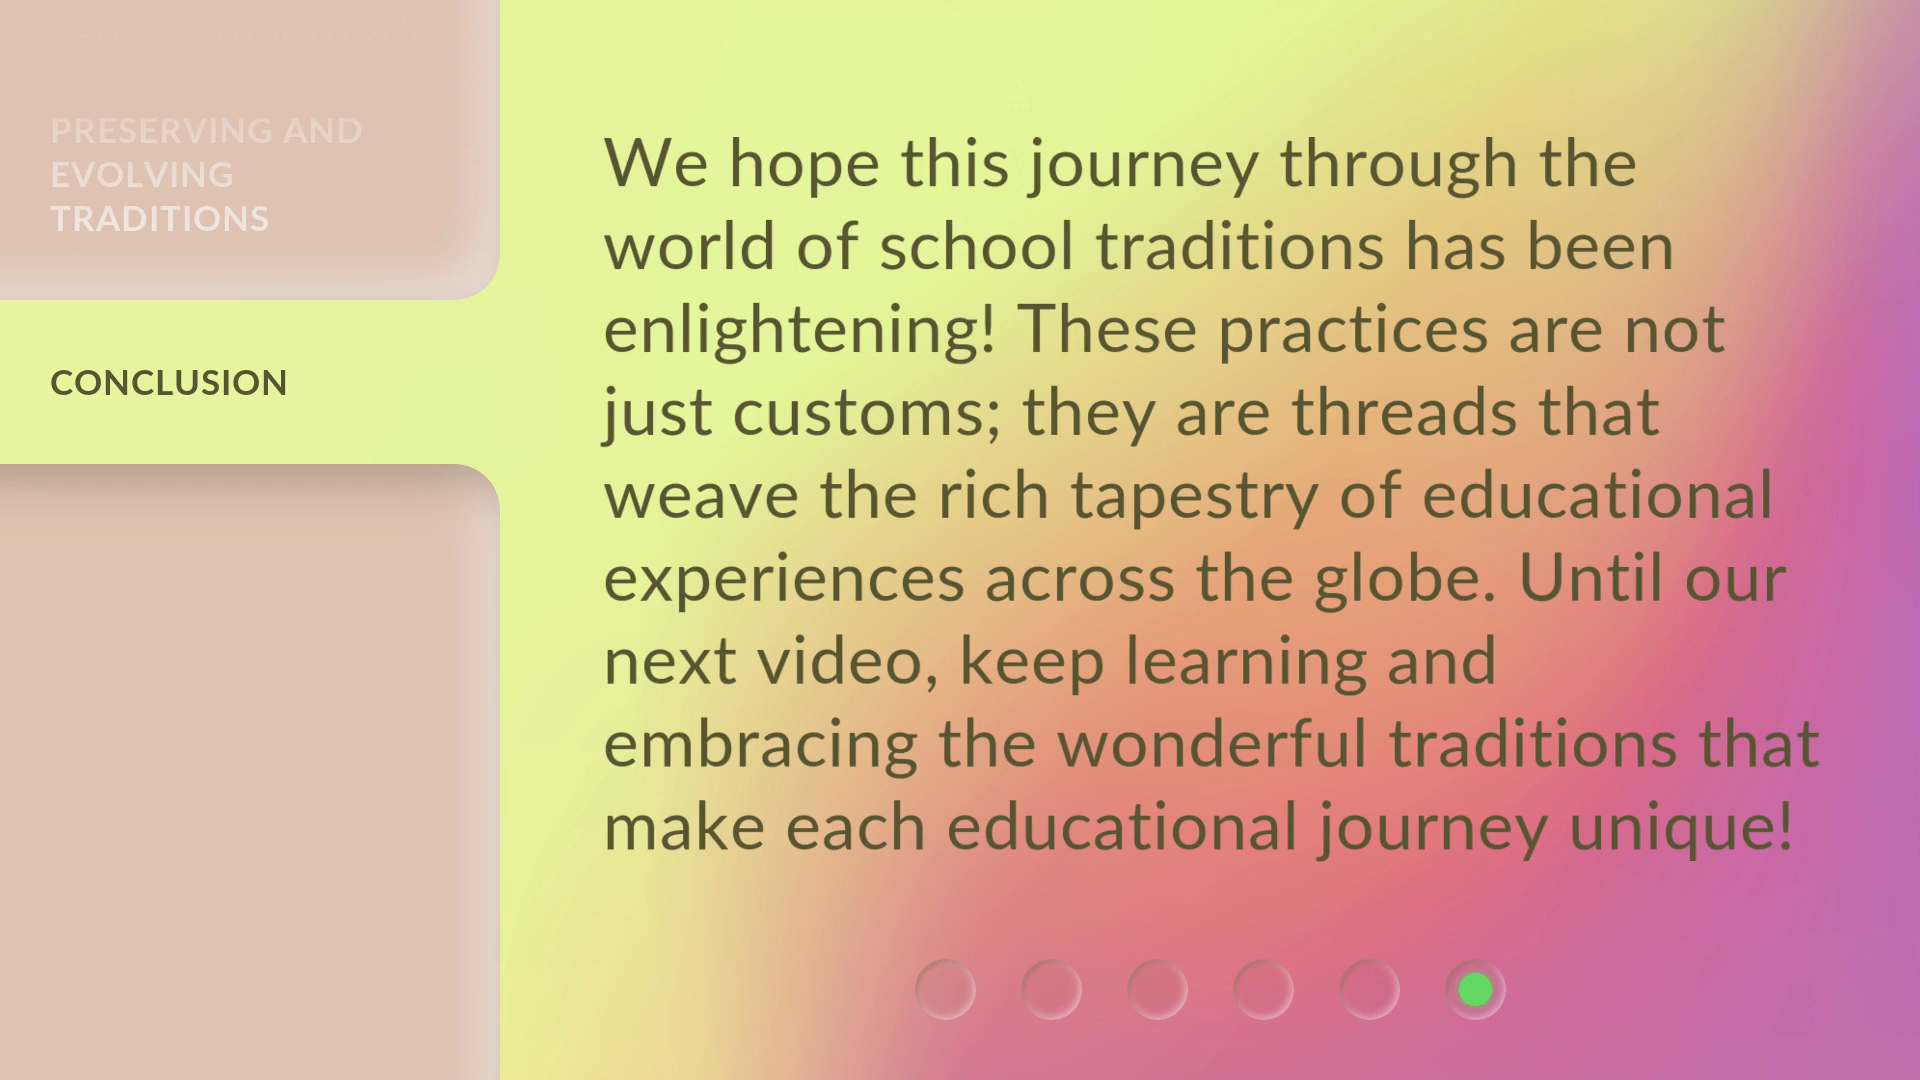 SCHOOL TRADITIONS
PRESERVING AND
EVOLVING
TRADITIONS
CONCLUSION
We hope this journey through the
world of school traditions has been
enlightening! These practices are not
just customs; they are threads that
weave the rich tapestry of educational
experiences across the globe. Until our
next video, keep learning and
embracing the wonderful traditions that
make each educational journey unique!